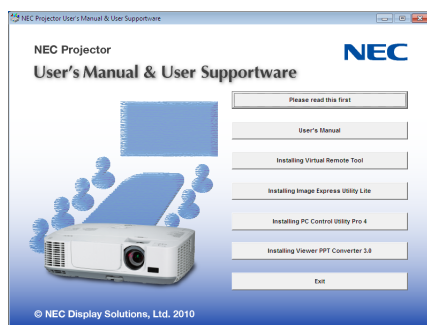 NEC Projector User's Manual & User Supportware
NEC Projector
NEC
User's Manual & User Supportware
Please read this first
User's Manual
Installing Virtual Remote Tool
Installing Image Express Utility Lite
Installing PC Control Utility Pro 4
Installing Viewer PPT Converter 3.0
Exit
© NEC Display Solutions, Ltd. 2010